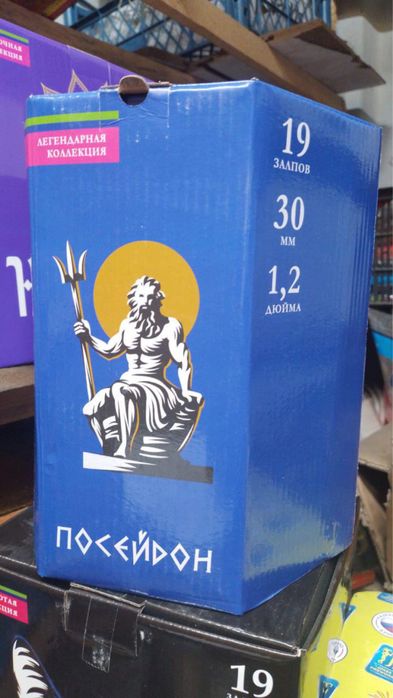 ЛЕГЕНДАРНАЯ
КОЛЛЕКЦИЯ
19
ЗАЛПОВ
30
ММ
1,2
ДЮЙМА
ПОСЕЙДОН
19